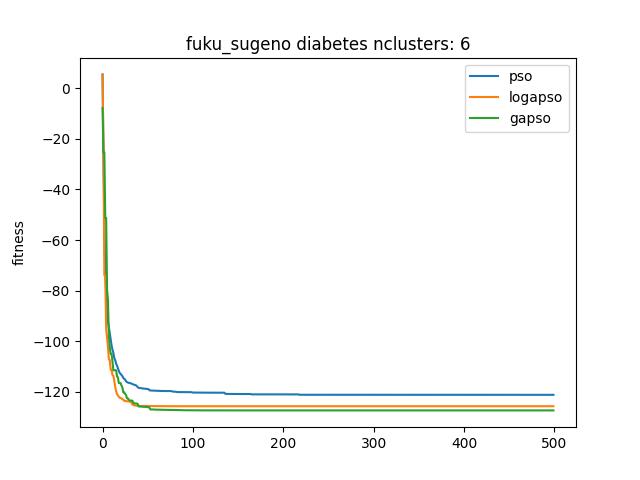 fuku_sugeno diabetes nclusters: 6
pso
logapso
gapso
fitness
0
−20
−40
−60
−80
−100
−120
0 100 200 300 400 500